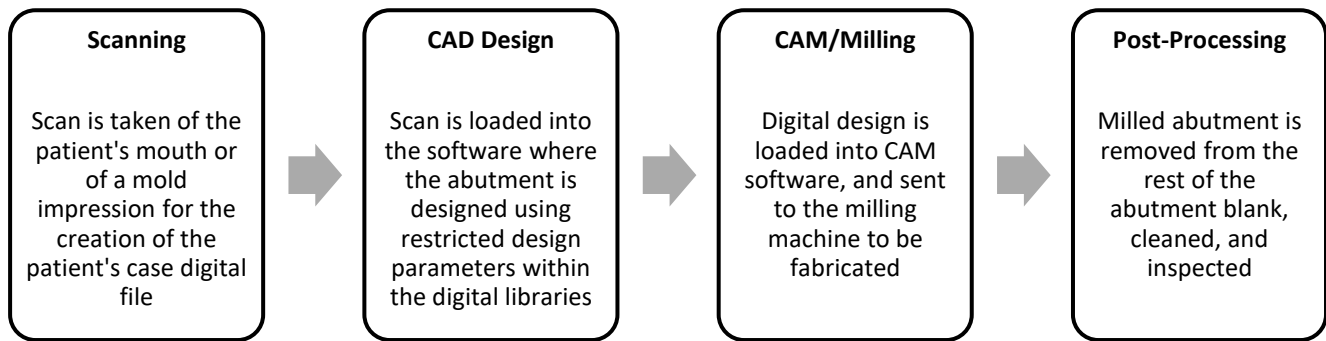 Scanning
Scan is taken of the
patient's mouth or
of a mold
impression for the
creation of the
patient's case digital
file
CAD Design
Scan is loaded into
the software where
the abutment is
designed using
restricted design
parameters within
the digital libraries
CAM/Milling
Digital design is
loaded into CAM
software, and sent
to the milling
machine to be
fabricated
Post-Processing
Milled abutment is
removed from the
rest of the
abutment blank,
cleaned, and
inspected